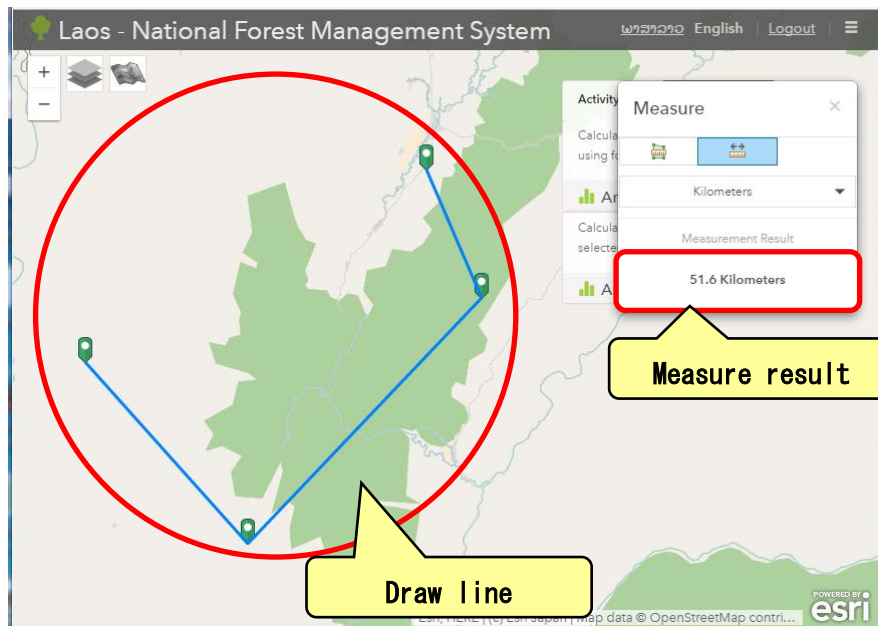 Laos - National Forest Management System
ພາສາລາວ English | Logout |
+
−
Activity
Calcula
using fo
Ar
Calcula
selecte
A
Measure ×
Kilometers
Measurement Result
51.6 Kilometers
Measure result
Draw line
Esri, HERE | (c) Esri Japan | Map data © OpenStreetMap contri...
POWERED BY
esri